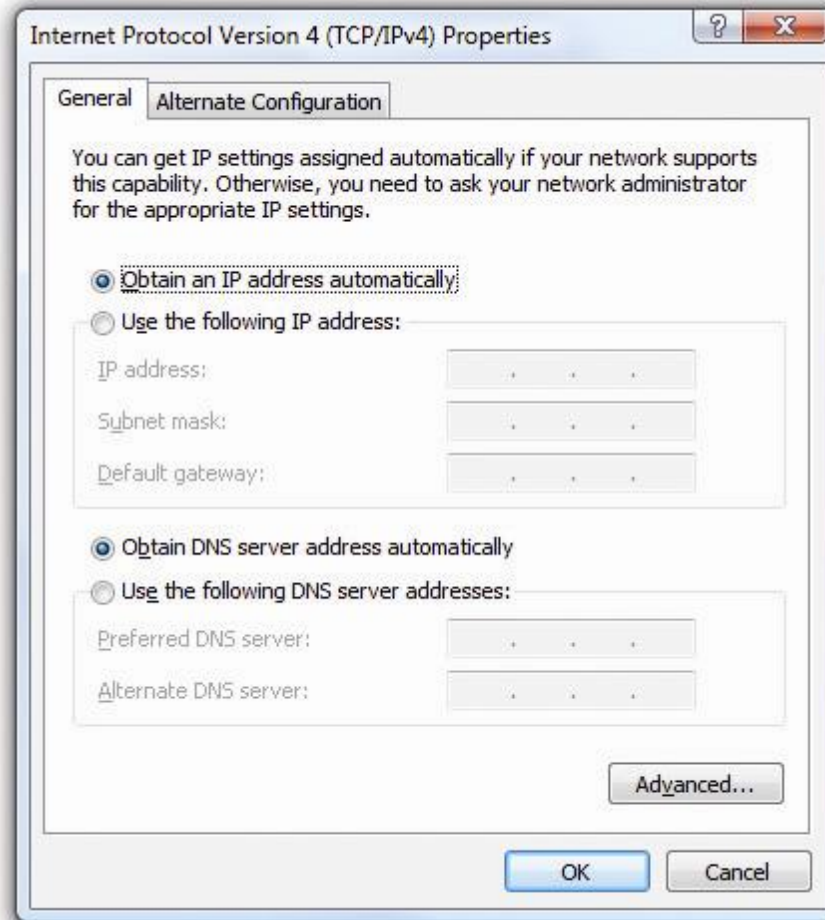 Internet Protocol Version 4 (TCP/IPv4) Properties
?
X
General
Alternate Configuration
You can get IP settings assigned automatically if your network supports
this capability. Otherwise, you need to ask your network administrator
for the appropriate IP settings.
Obtain an IP address automatically
Use the following IP address:
IP address:
Subnet mask:
Default gateway:
Obtain DNS server address automatically
Use the following DNS server addresses:
Preferred DNS server:
Alternate DNS server:
Advanced...
OK
Cancel